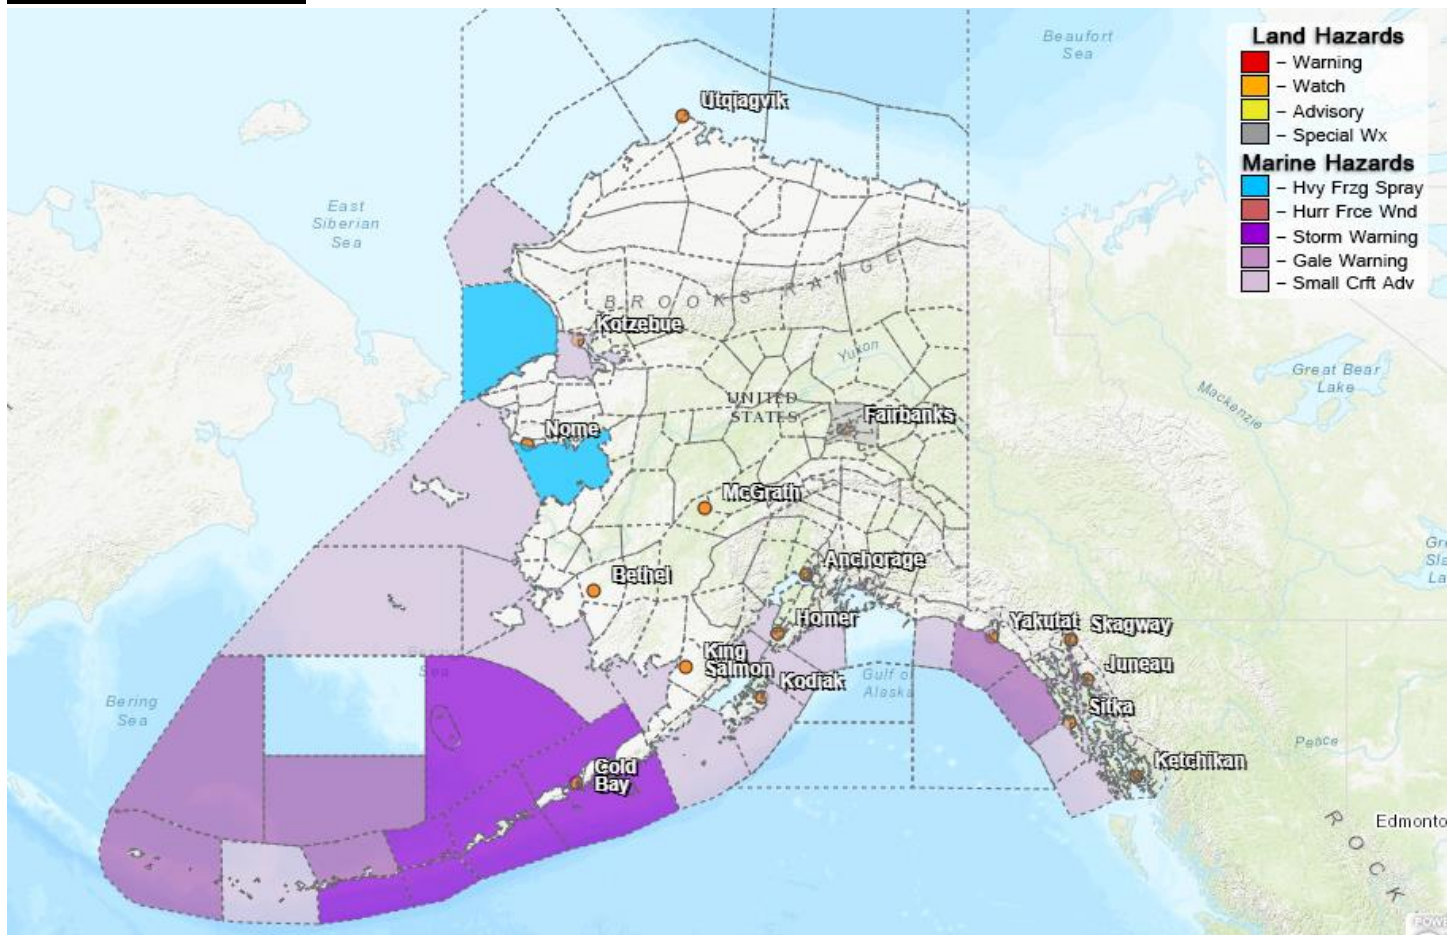 Land Hazards
– Warning
– Watch
– Advisory
– Special Wx
Marine Hazards
– Hvy Frzg Spray
– Hurr Frce Wnd
– Storm Warning
– Gale Warning
– Small Crft Adv
Beaufort
Sea
Utqiagvik
East
Siberian
Sea
BROOKS RANGE
Kotzebue
Yukon
Great Bear
Lake
Mackenzie
UNITED
STATES
Fairbanks
Nome
McGrath
Anchorage
Bethel
Homer
Yakutat
Skagway
King
Salmon
Juneau
Kodiak
Gulf of
Alaska
Sitka
Bering
Sea
Sea
Peace
Ketchikan
Cold
Bay
Edmonto
ROCK